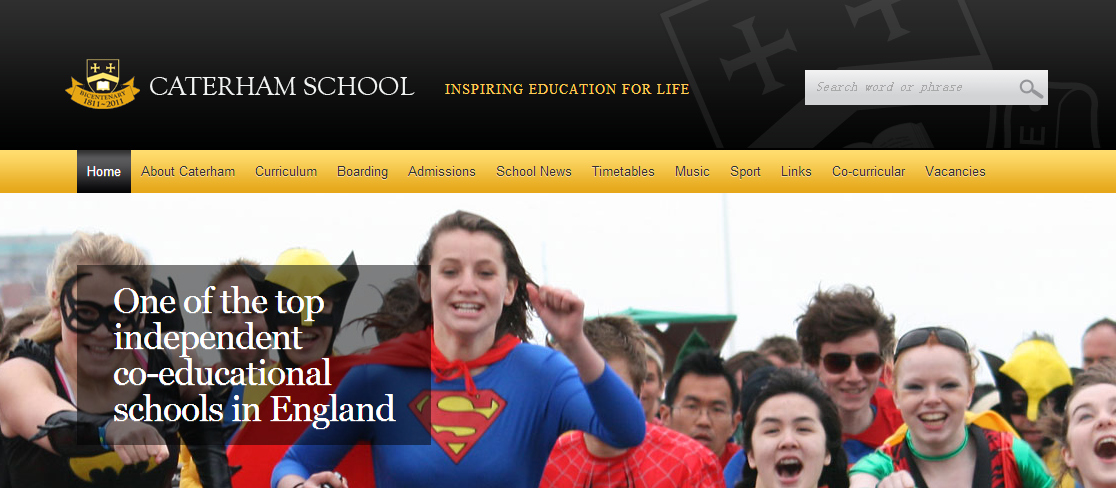 BICENTENARY
1811-2011
CATERHAM SCHOOL
INSPIRING EDUCATION FOR LIFE
Search word or phrase
Home About Caterham Curriculum Boarding Admissions School News Timetables Music Sport Links Co-curricular Vacancies
One of the top
independent
co-educational
schools in England
S